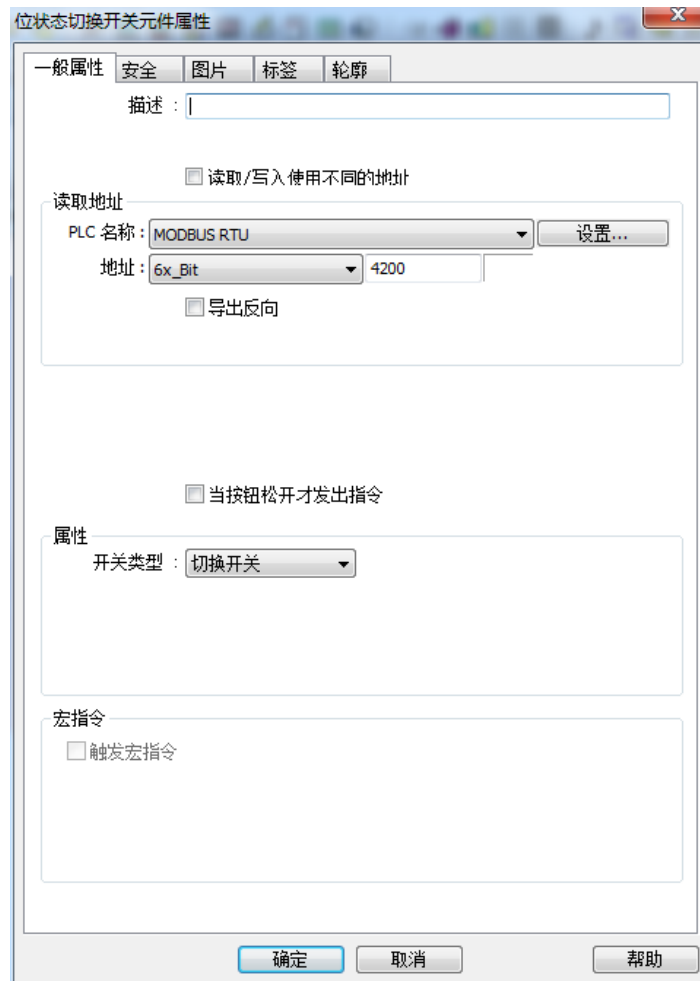 位状态切换开关元件属性
一般属性 安全 图片 标签 轮廓
描述 :
读取/写入使用不同的地址
读取地址
PLC 名称 : MODBUS RTU 设置...
地址 : 6x_Bit 4200
导出反向
当按钮松开才发出指令
属性
开关类型 : 切换开关
宏指令
触发宏指令
确定 取消 帮助